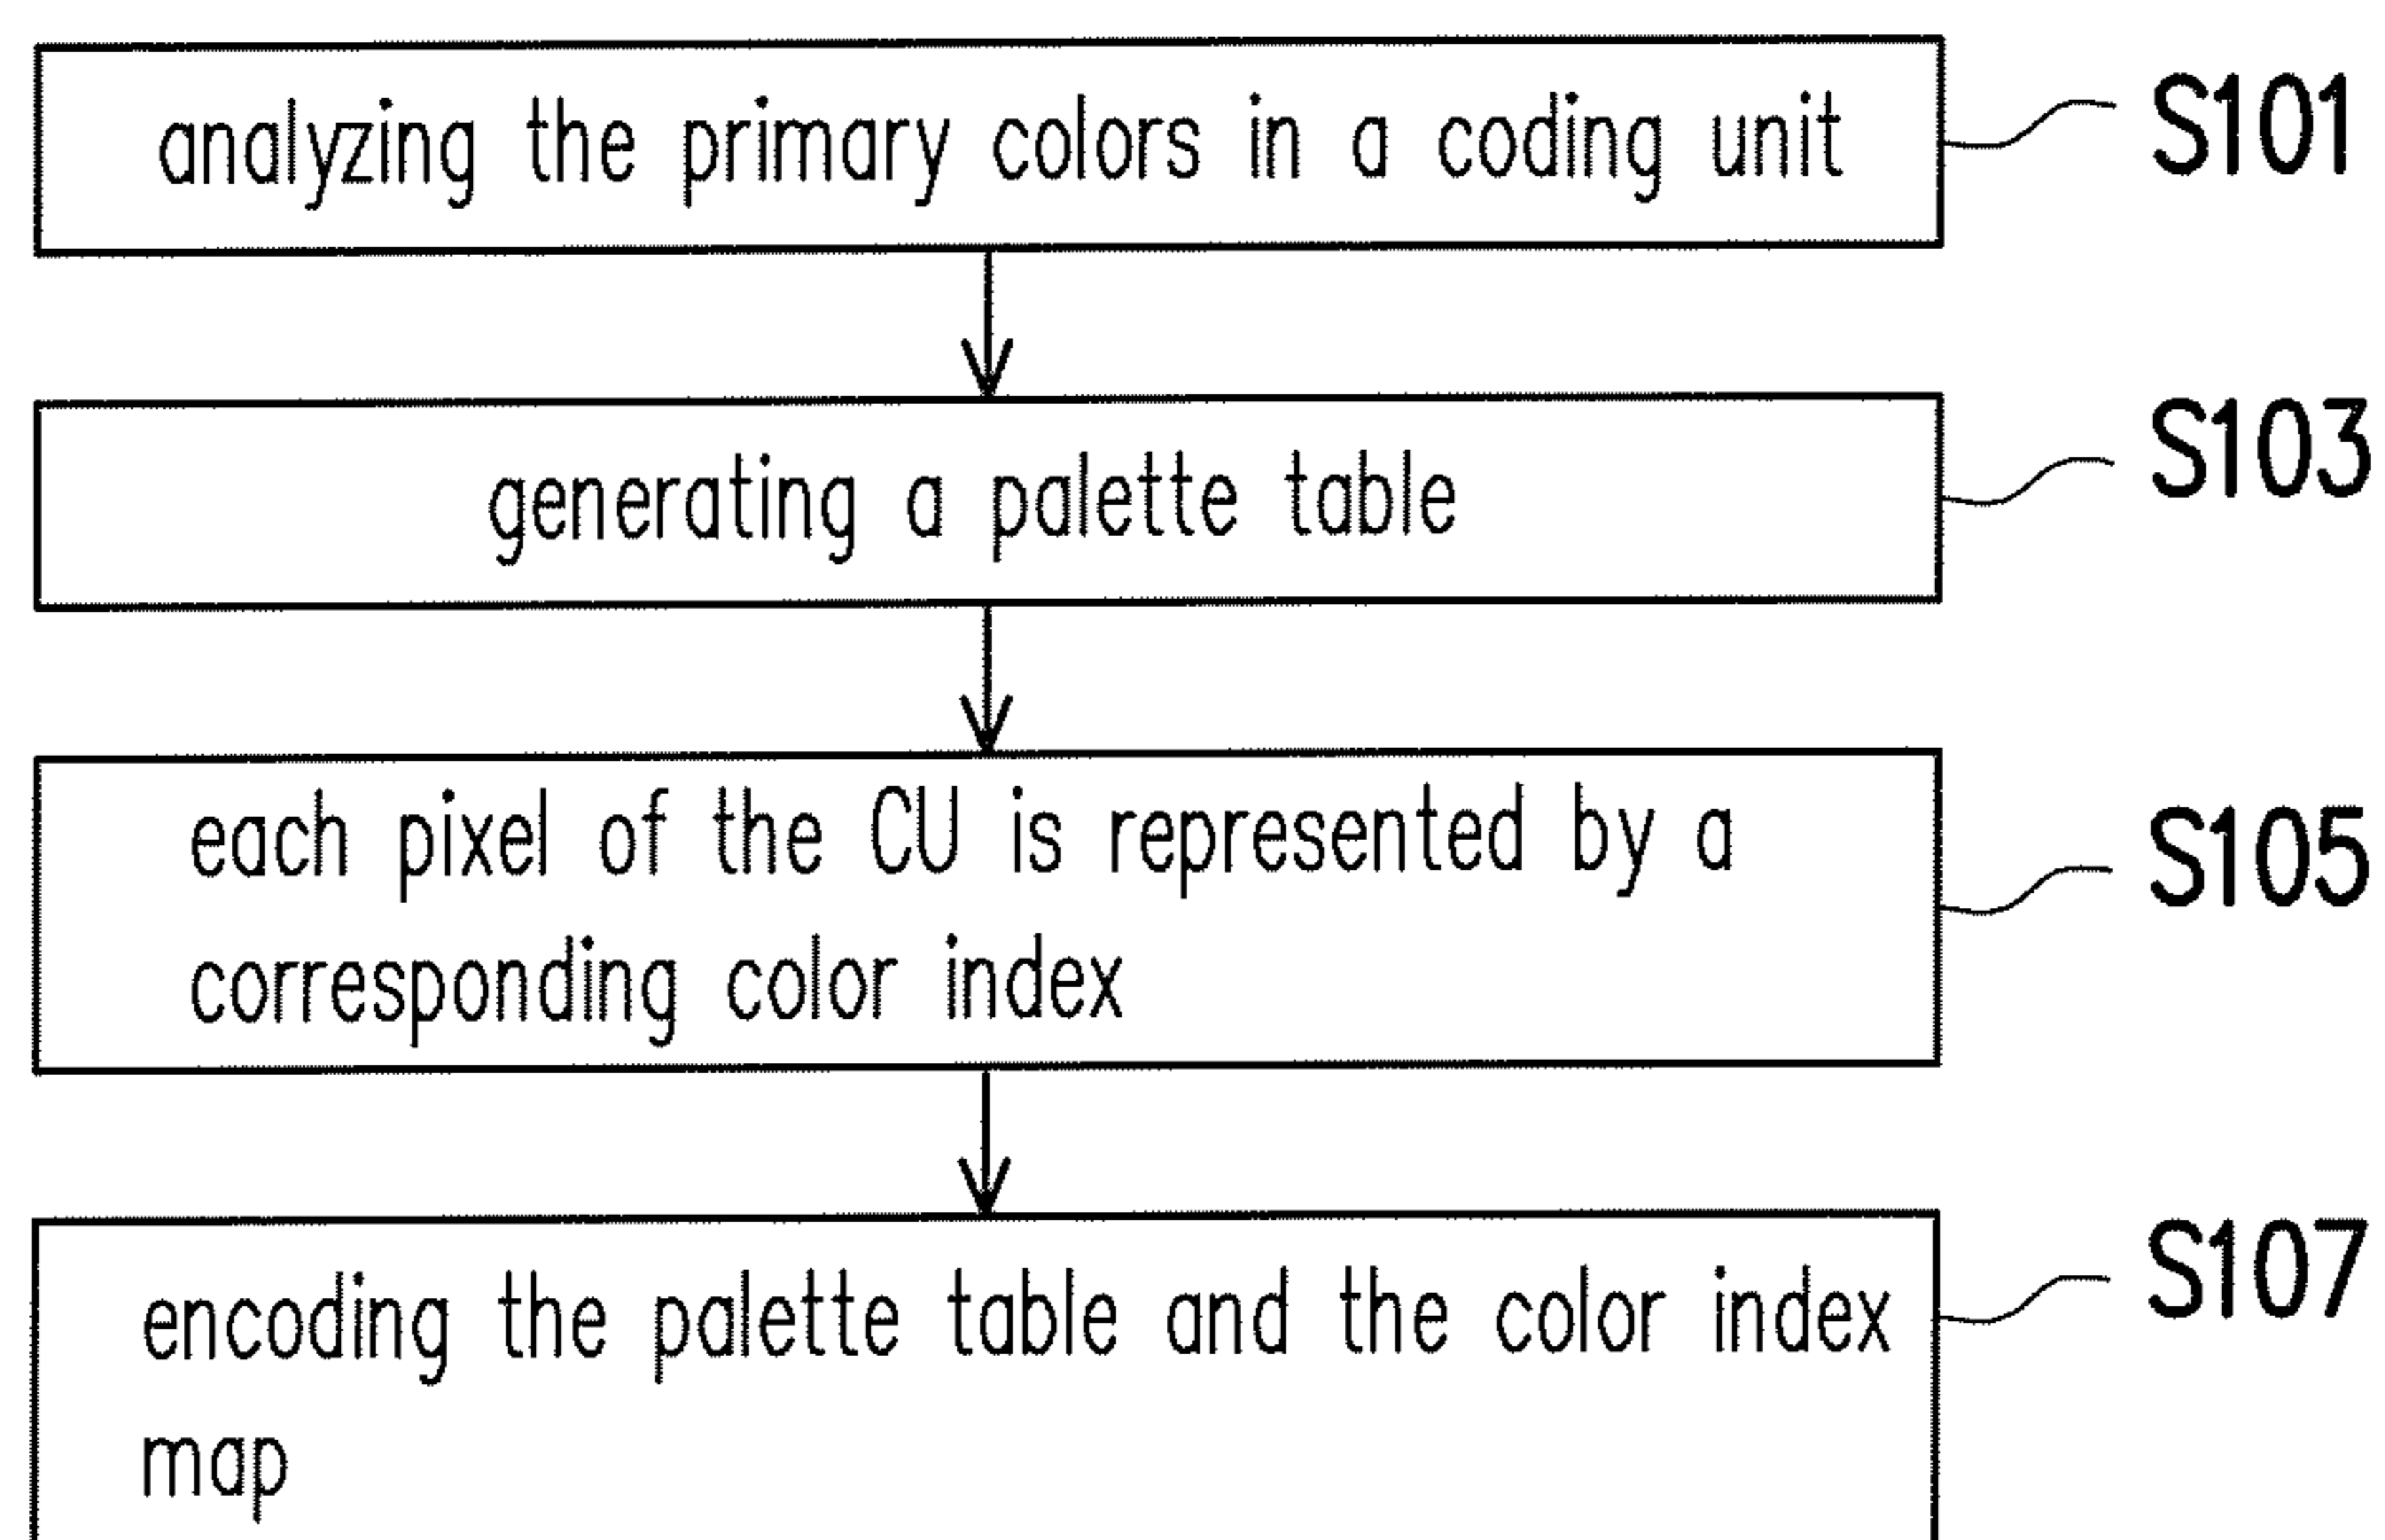 analyzing the primary colors in a coding unit
S101
generating a palette table
S103
each pixel of the CU is represented by a
corresponding color index
S105
encoding the palette table and the color index
map
S107